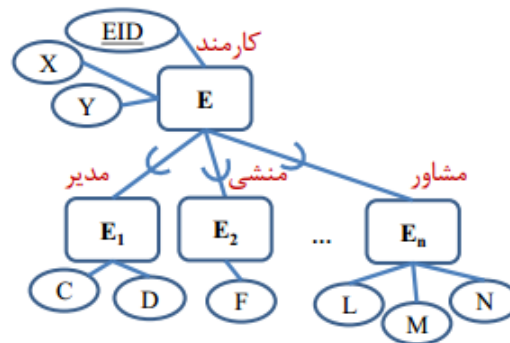 EID کارمند
X
E
Y
مدیر منشی مشاور
E1 E2 ... En
C D F L M N